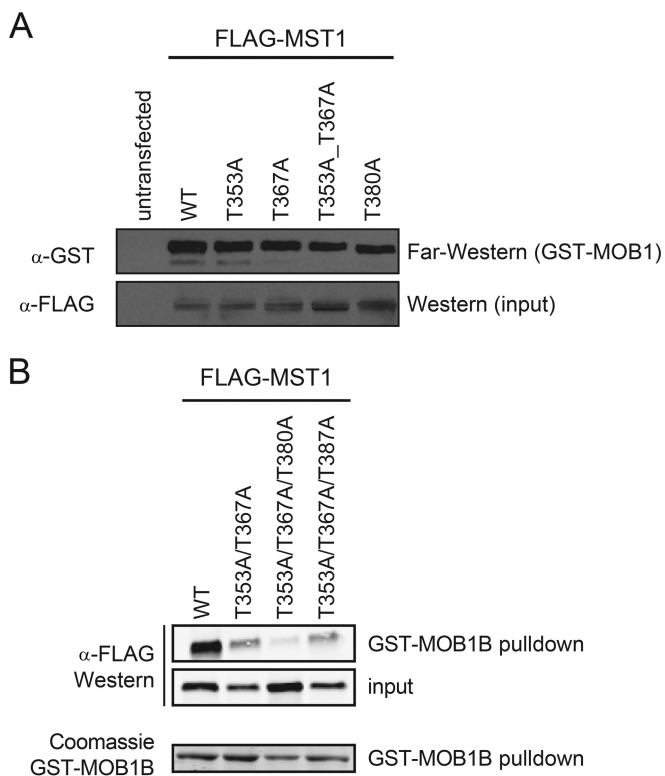 A
FLAG-MST1
untransfected
WT
T353A
T367A
T353A_T367A
T380A
α-GST
Far-Western (GST-MOB1)
α-FLAG
Western (input)
B
FLAG-MST1
WT
T353A/T367A
T353A/T367A/T380A
T353A/T367A/T387A
α-FLAG
Western
GST-MOB1B pulldown
input
Coomassie
GST-MOB1B
GST-MOB1B pulldown